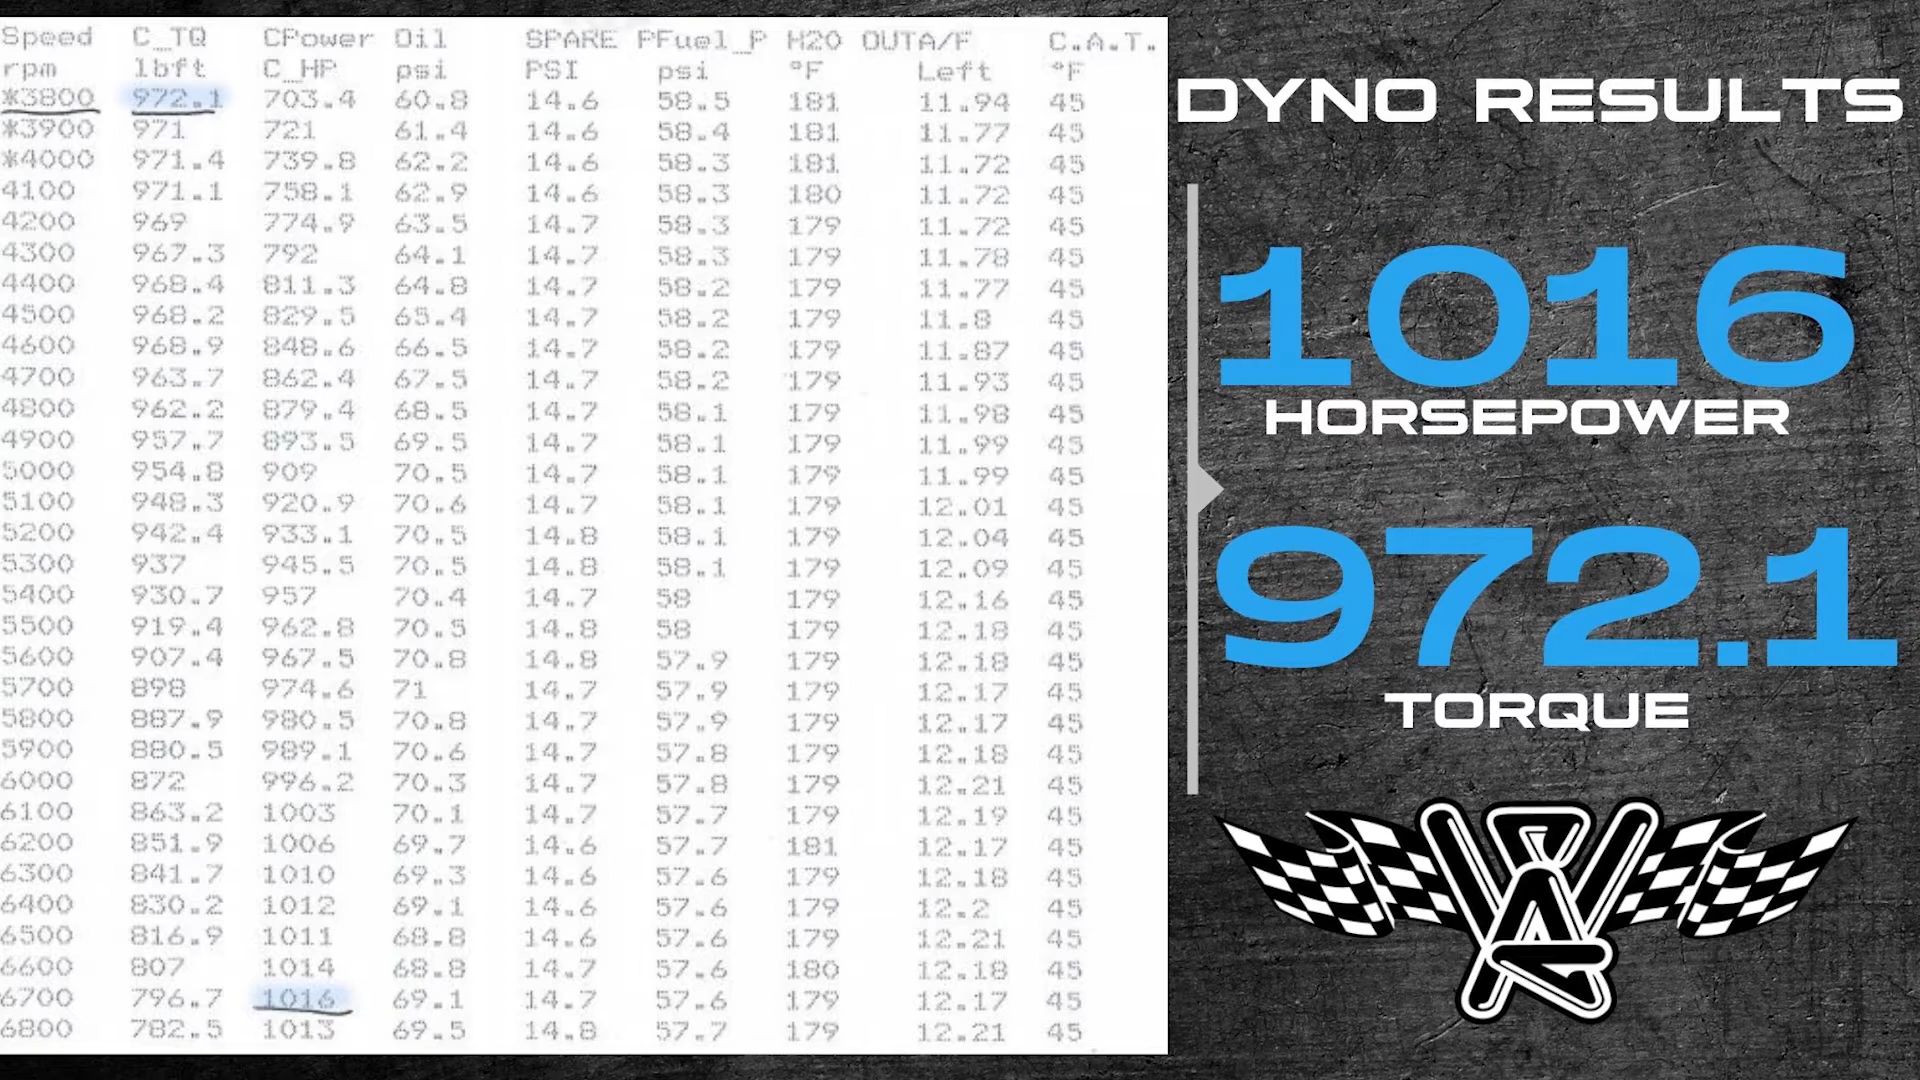 Speed C_TQ CPower Oil SPARE PFuel_P H2O OUTA/F C.A.T.
rpm lbft C_HP psi PSI psi °F Left °F
*3800 972.1 703.4 60.8 14.6 58.5 181 11.94 45
*3900 971 721 61.4 14.6 58.4 181 11.77 45
*4000 971.4 739.8 62.2 14.6 58.3 181 11.72 45
4100 971.1 758.1 62.9 14.6 58.3 180 11.72 45
4200 969 774.9 63.5 14.7 58.3 179 11.72 45
4300 967.3 792 64.1 14.7 58.3 179 11.78 45
4400 968.4 811.3 64.8 14.7 58.2 179 11.77 45
4500 968.2 829.5 65.4 14.7 58.2 179 11.8 45
4600 968.9 848.6 66.5 14.7 58.2 179 11.87 45
4700 963.7 862.4 67.5 14.7 58.2 179 11.93 45
4800 962.2 879.4 68.5 14.7 58.1 179 11.98 45
4900 957.7 893.5 69.5 14.7 58.1 179 11.99 45
5000 954.8 909 70.5 14.7 58.1 179 11.99 45
5100 948.3 920.9 70.6 14.7 58.1 179 12.01 45
5200 942.4 933.1 70.5 14.8 58.1 179 12.04 45
5300 937 945.5 70.5 14.8 58.1 179 12.09 45
5400 930.7 957 70.4 14.7 58 179 12.16 45
5500 919.4 962.8 70.5 14.8 58 179 12.18 45
5600 907.4 967.5 70.8 14.8 57.9 179 12.18 45
5700 898 974.6 71 14.7 57.9 179 12.17 45
5800 887.9 980.5 70.8 14.7 57.9 179 12.17 45
5900 880.5 989.1 70.6 14.7 57.8 179 12.18 45
6000 872 996.2 70.3 14.7 57.8 179 12.21 45
6100 863.2 1003 70.1 14.7 57.7 179 12.19 45
6200 851.9 1006 69.7 14.6 57.7 181 12.17 45
6300 841.7 1010 69.3 14.6 57.6 179 12.18 45
6400 830.2 1012 69.1 14.6 57.6 179 12.2 45
6500 816.9 1011 68.8 14.6 57.6 179 12.21 45
6600 807 1014 68.8 14.7 57.6 180 12.18 45
6700 796.7 1016 69.1 14.7 57.6 179 12.17 45
6800 782.5 1013 69.5 14.8 57.7 179 12.21 45
DYNO RESULTS
1016
HORSEPOWER
972.1
TORQUE